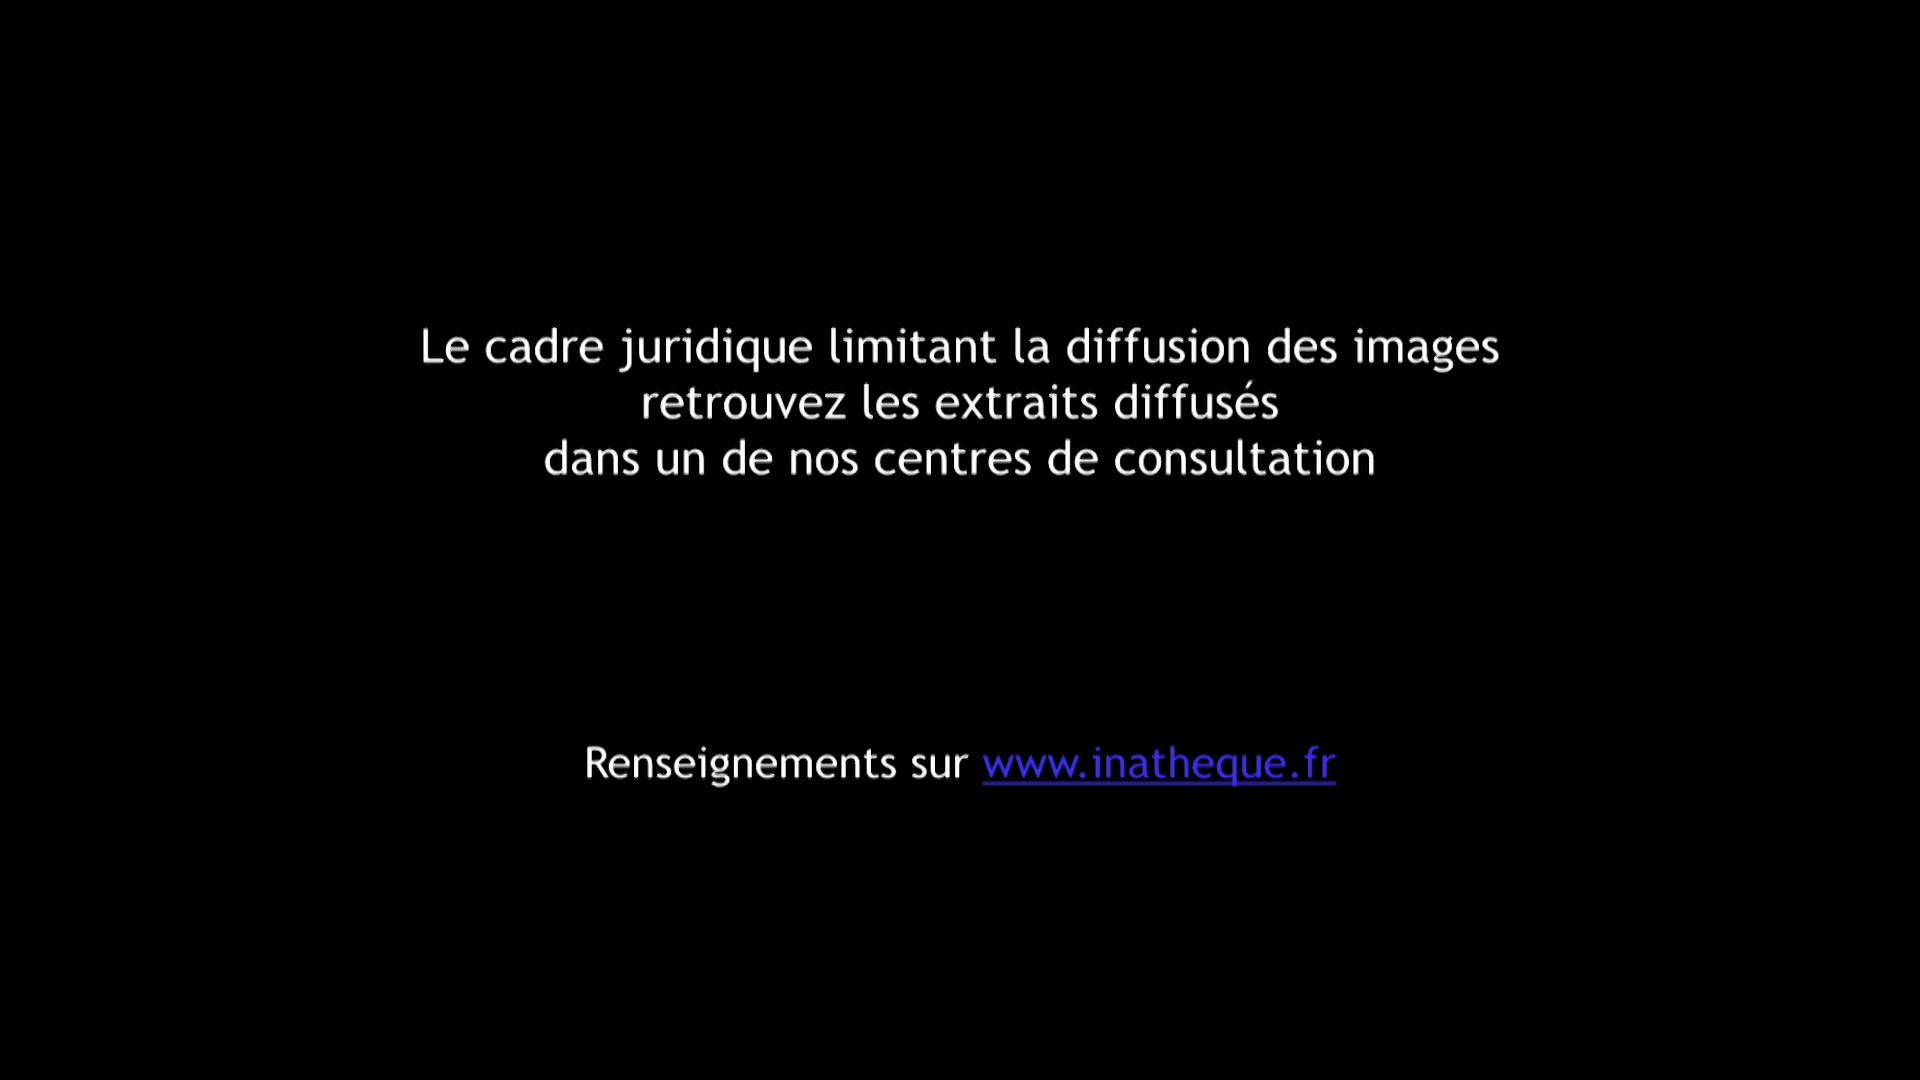 Le cadre juridique limitant la diffusion des images
retrouvez les extraits diffusés
dans un de nos centres de consultation
Renseignements sur www.inatheque.fr